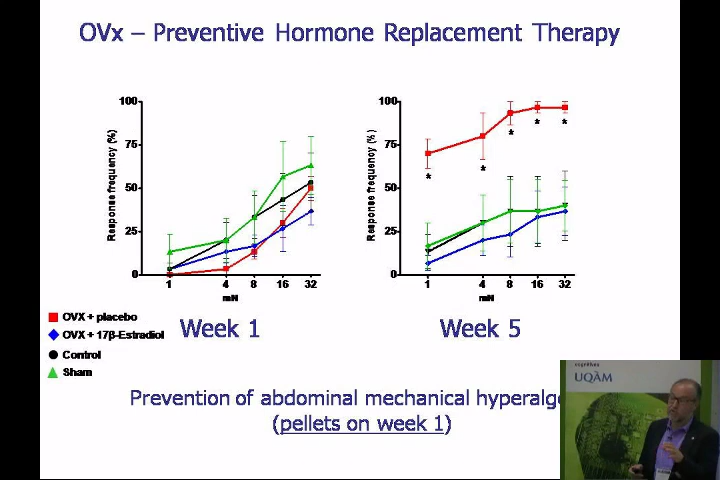 OVx – Preventive Hormone Replacement Therapy
100
75
50
25
0
Response frequency (%)
1 4 8 16 32
mN
100
75
50
25
0
Response frequency (%)
* * * * *
1 4 8 16 32
mN
OVX + placebo
OVX + 17β-Estradiol
Control
Sham
Week 1
Week 5
Prevention of abdominal mechanical hyperalge
(pellets on week 1)
cognitives
UQÀM